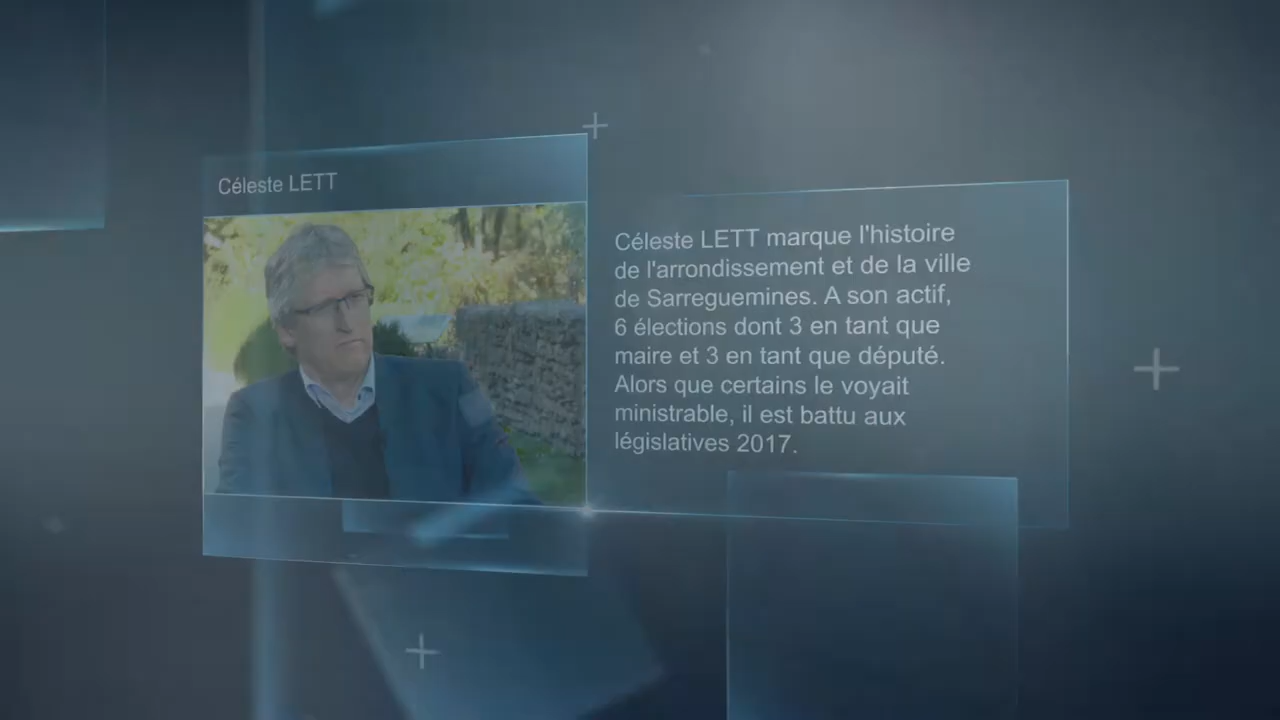 Céleste LETT
Céleste LETT marque l'histoire
de l'arrondissement et de la ville
de Sarreguemines. A son actif,
6 élections dont 3 en tant que
maire et 3 en tant que député.
Alors que certains le voyait
ministrable, il est battu aux
législatives 2017.